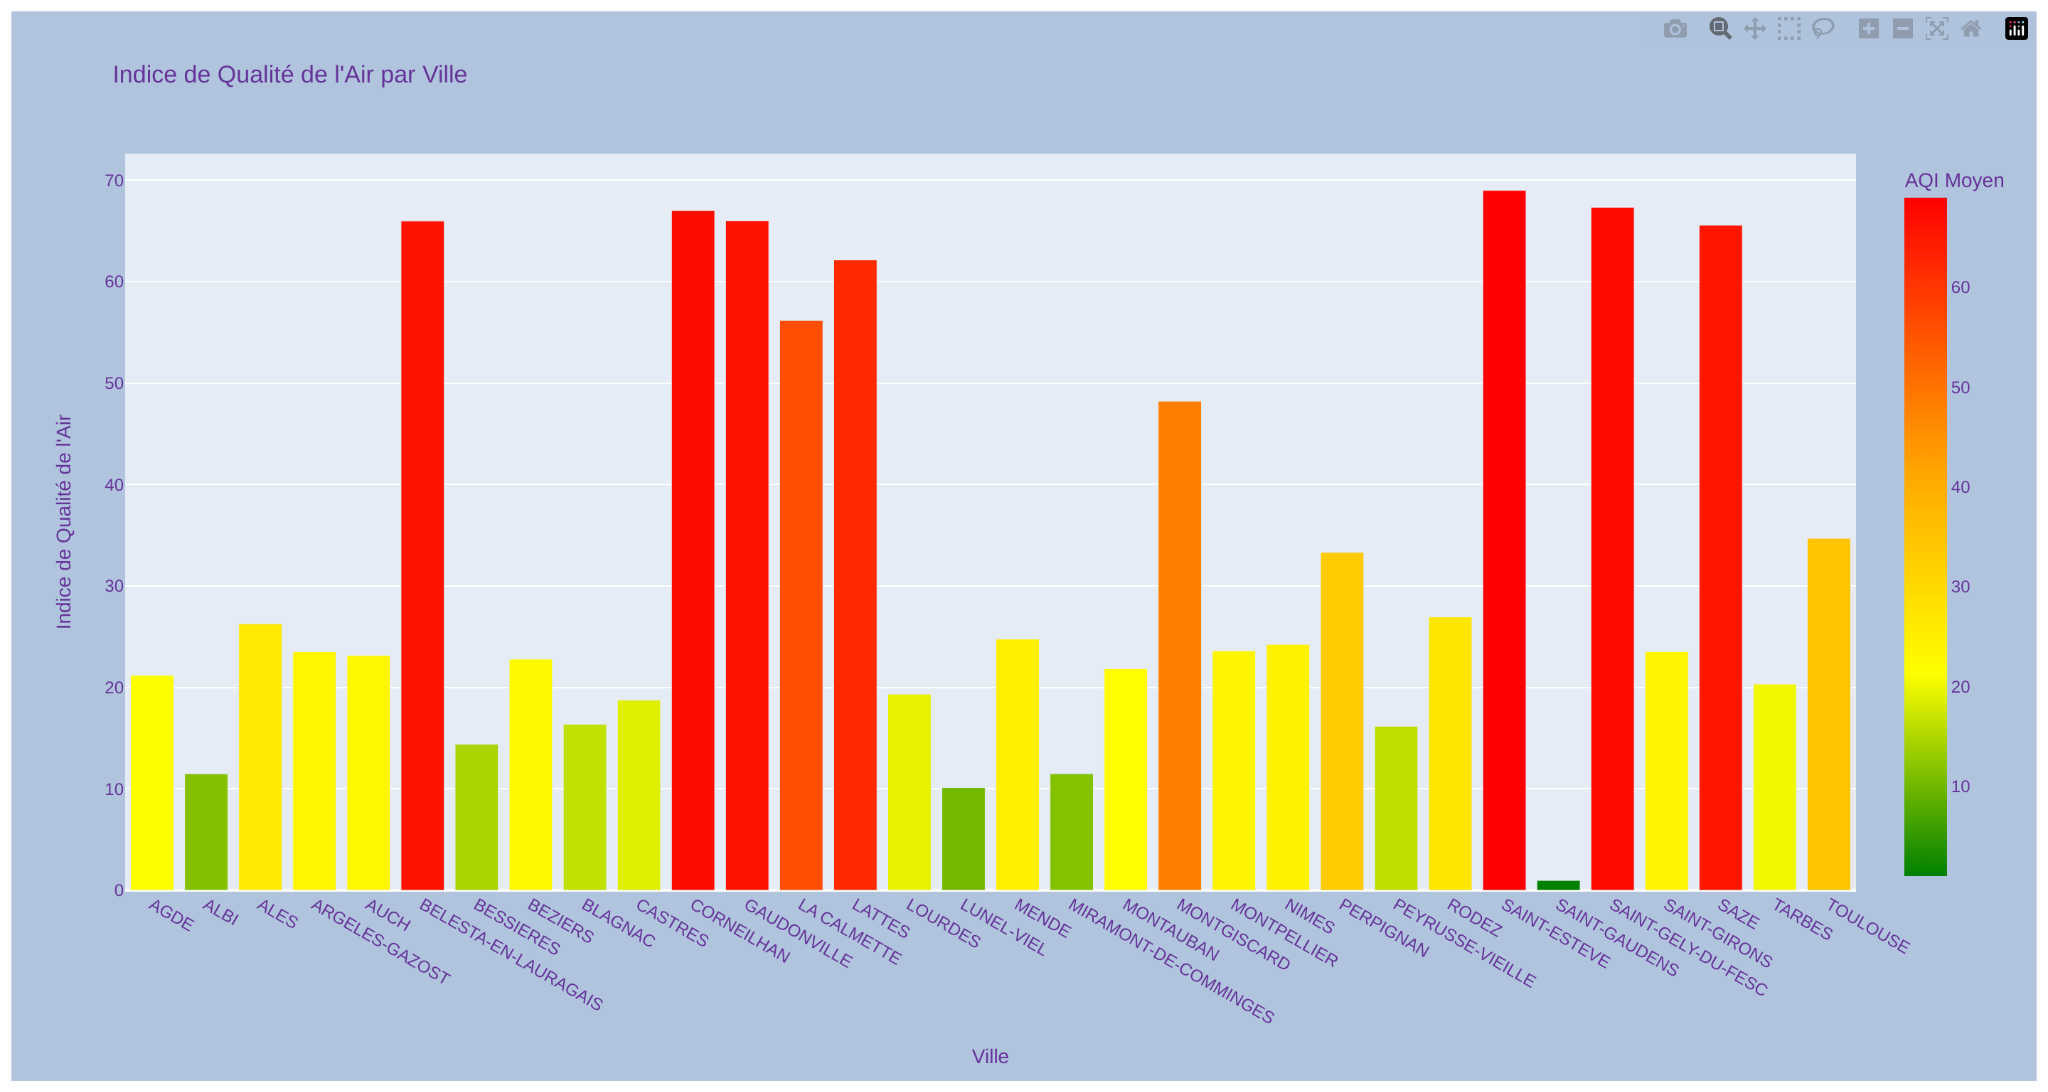 Indice de Qualité de l'Air par Ville
AQI Moyen
70
60
50
40
30
20
10
0
Indice de Qualité de l'Air
60
50
40
30
20
10
AGDE
ALBI
ALES
ARGELES-GAZOST
AUCH
BELESTA-EN-LAURAGAIS
BESSIERES
BEZIERS
BLAGNAC
CASTRES
CORNEILHAN
GAUDONVILLE
LA CALMETTE
LATTES
LOURDES
LUNEL-VIEL
MENDE
MIRAMONT-DE-COMMINGES
MONTAUBAN
MONTGISCARD
MONTPELLIER
NIMES
PERPIGNAN
PEYRUSSE-VIEILLE
RODEZ
SAINT-ESTEVE
SAINT-GAUDENS
SAINT-GELY-DU-FESC
SAINT-GIRONS
SAZE
TARBES
TOULOUSE
Ville